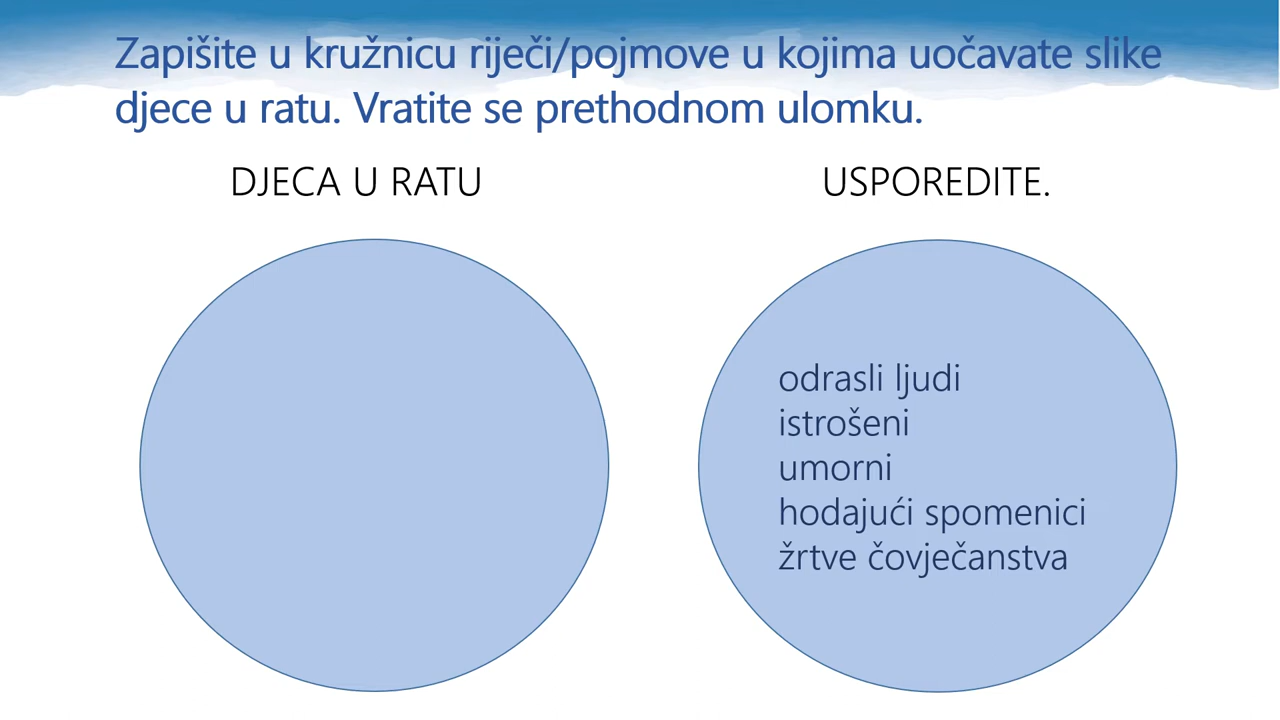 Zapišite u kružnicu riječi/pojmove u kojima uočavate slike
djece u ratu. Vratite se prethodnom ulomku.
DJECA U RATU
USPOREDITE.
odrasli ljudi
istrošeni
umorni
hodajući spomenici
žrtve čovječanstva